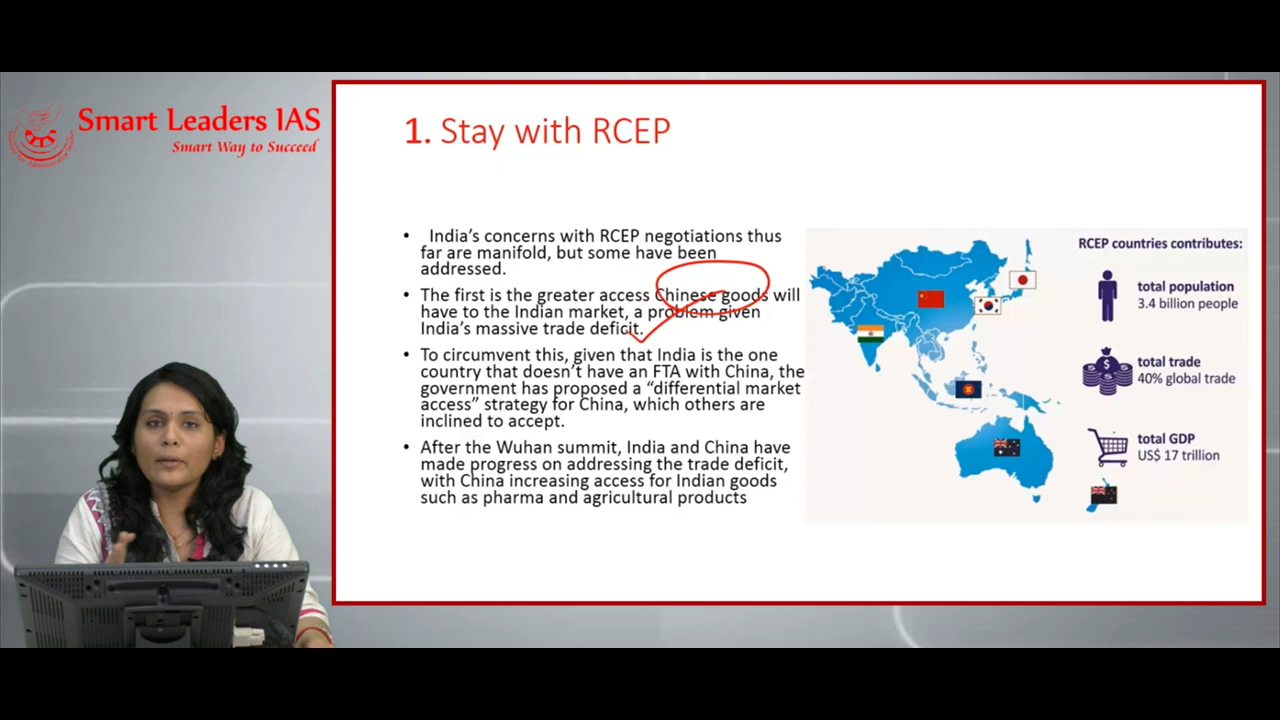 Smart Leaders IAS
Smart Way to Succeed
1. Stay with RCEP
• India's concerns with RCEP negotiations thus
far are manifold, but some have been
addressed.
• The first is the greater access Chinese goods will
have to the Indian market, a problem given
India's massive trade deficit.
• To circumvent this, given that India is the one
country that doesn't have an FTA with China, the
government has proposed a “differential market
access” strategy for China, which others are
inclined to accept.
• After the Wuhan summit, India and China have
made progress on addressing the trade deficit,
with China increasing access for Indian goods
such as pharma and agricultural products
RCEP countries contributes:
total population
3.4 billion people
$
total trade
40% global trade
total GDP
US$ 17 trillion